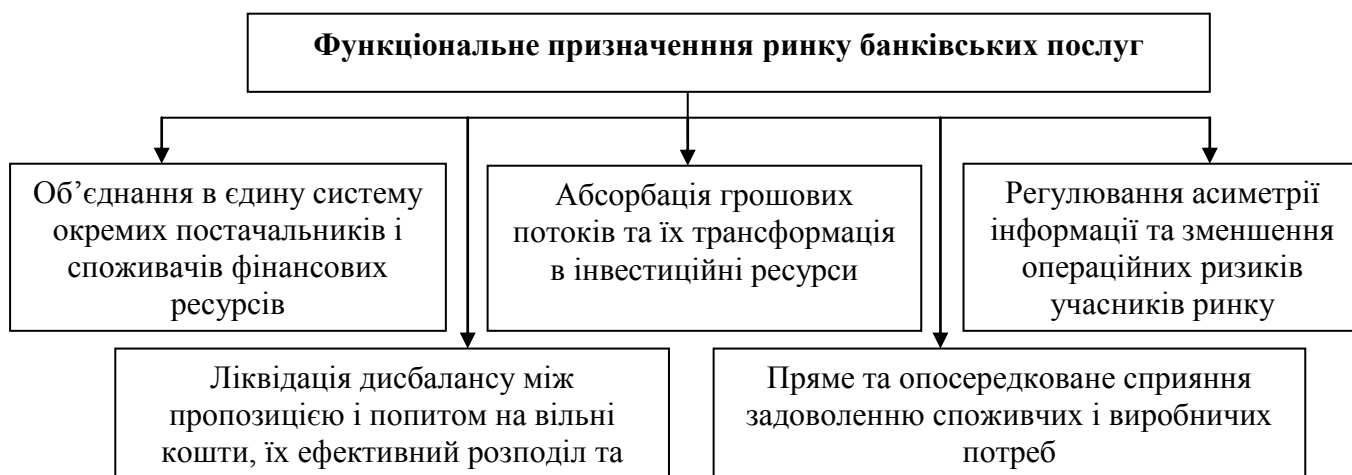 Функціональне призначенння ринку банківських послуг
Об’єднання в єдину систему
окремих постачальників і
споживачів фінансових
ресурсів
Абсорбація грошових
потоків та їх трансформація
в інвестиційні ресурси
Регулювання асиметрії
інформації та зменшення
операційних ризиків
учасників ринку
Ліквідація дисбалансу між
пропозицією і попитом на вільні
кошти, їх ефективний розподіл та
Пряме та опосередковане сприяння
задоволенню споживчих і виробничих
потреб